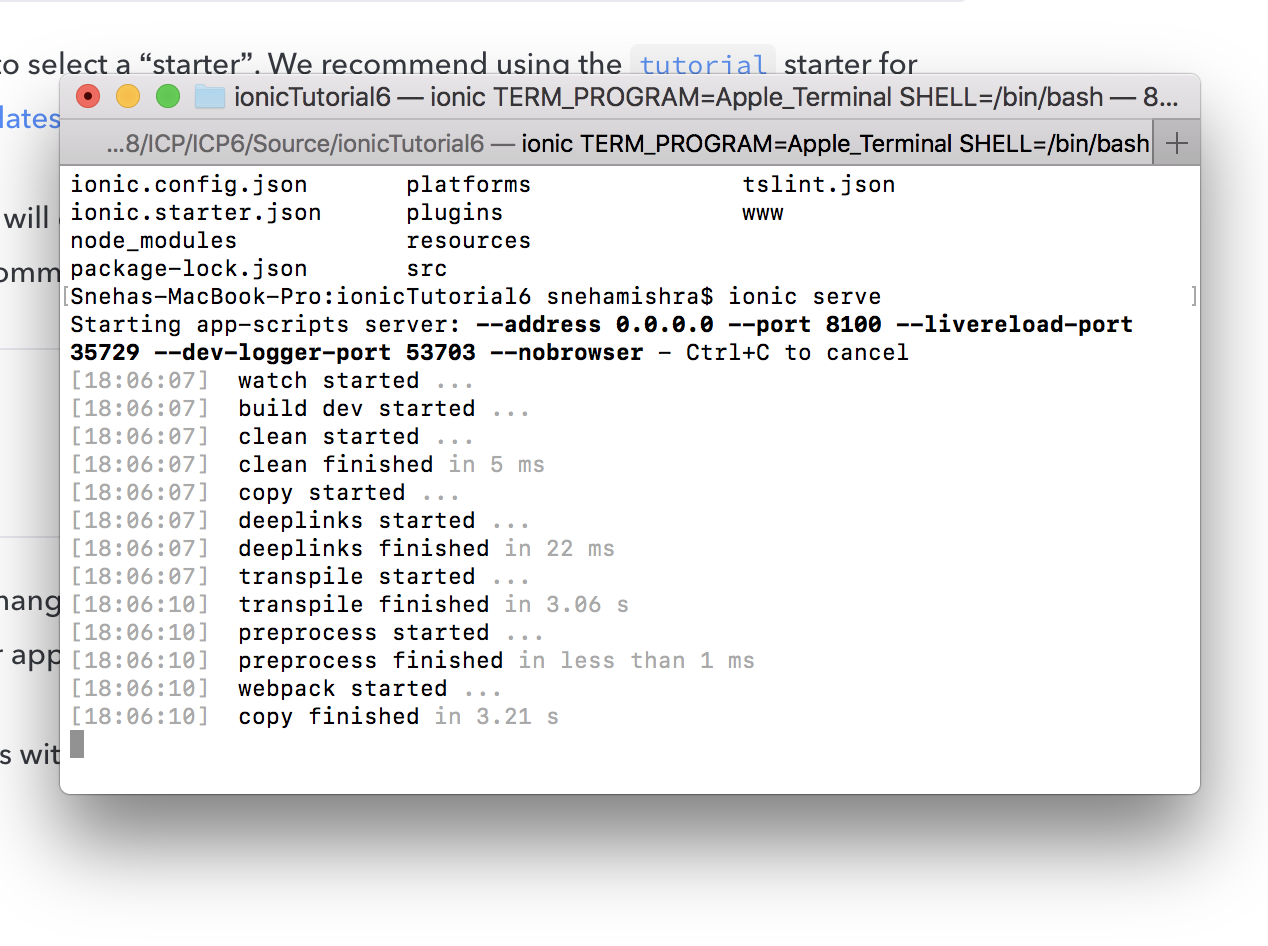 to select a “starter”. We recommend using the tutorial starter for
lates
will
omm
hang
r app
s wit
ionicTutorial6 — ionic TERM_PROGRAM=Apple_Terminal SHELL=/bin/bash — 8...
...8/ICP/ICP6/Source/ionicTutorial6 — ionic TERM_PROGRAM=Apple_Terminal SHELL=/bin/bash +
ionic.config.json platforms tslint.json
ionic.starter.json plugins www
node_modules resources
package-lock.json src
[Snehas-MacBook-Pro:ionicTutorial6 snehamishra$ ionic serve ]
Starting app-scripts server: --address 0.0.0.0 --port 8100 --livereload-port
35729 --dev-logger-port 53703 --nobrowser - Ctrl+C to cancel
[18:06:07] watch started ...
[18:06:07] build dev started ...
[18:06:07] clean started ...
[18:06:07] clean finished in 5 ms
[18:06:07] copy started ...
[18:06:07] deeplinks started ...
[18:06:07] deeplinks finished in 22 ms
[18:06:07] transpile started ...
[18:06:10] transpile finished in 3.06 s
[18:06:10] preprocess started ...
[18:06:10] preprocess finished in less than 1 ms
[18:06:10] webpack started ...
[18:06:10] copy finished in 3.21 s